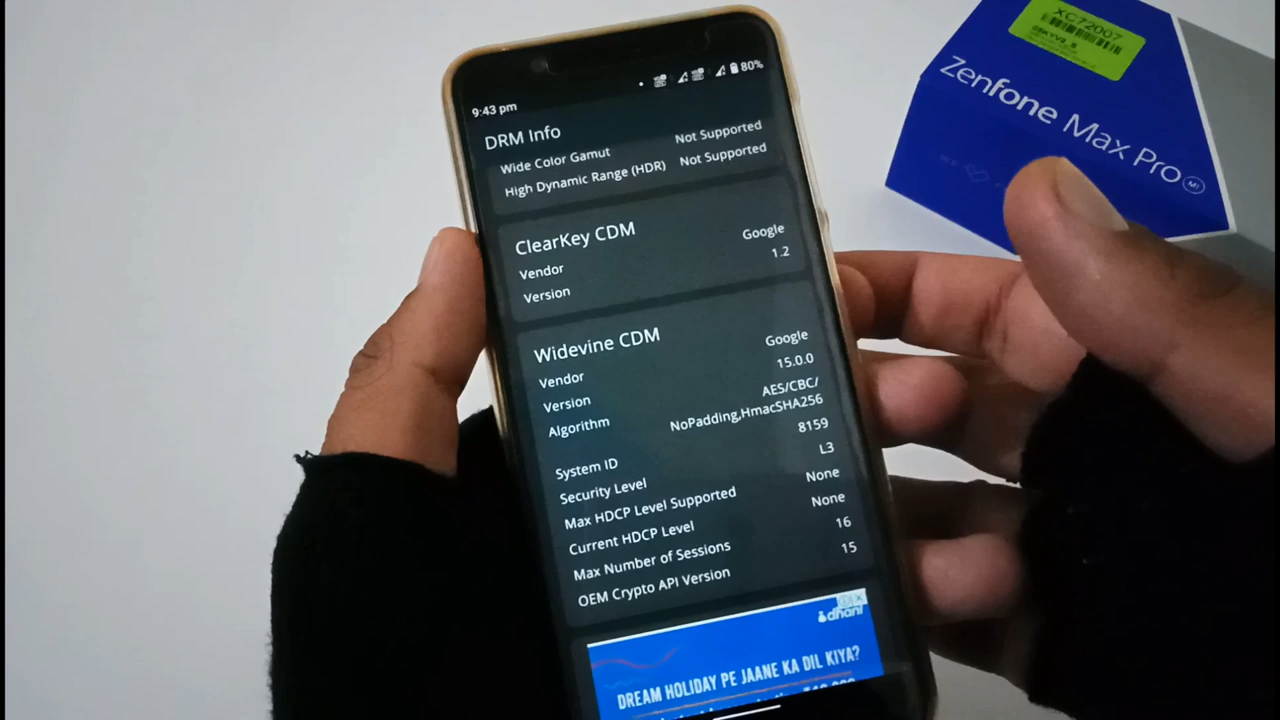 9:43 pm 80%
DRM Info
Wide Color Gamut Not Supported
High Dynamic Range (HDR) Not Supported
ClearKey CDM
Vendor Google
Version 1.2
Widevine CDM
Vendor Google
Version 15.0.0
Algorithm AES/CBC/
NoPadding,HmacSHA256
System ID 8159
Security Level L3
Max HDCP Level Supported None
Current HDCP Level None
Max Number of Sessions 16
OEM Crypto API Version 15
dhani
DREAM HOLIDAY PE JAANE KA DIL KIYA?
XC72007
Zenfone Max Pro